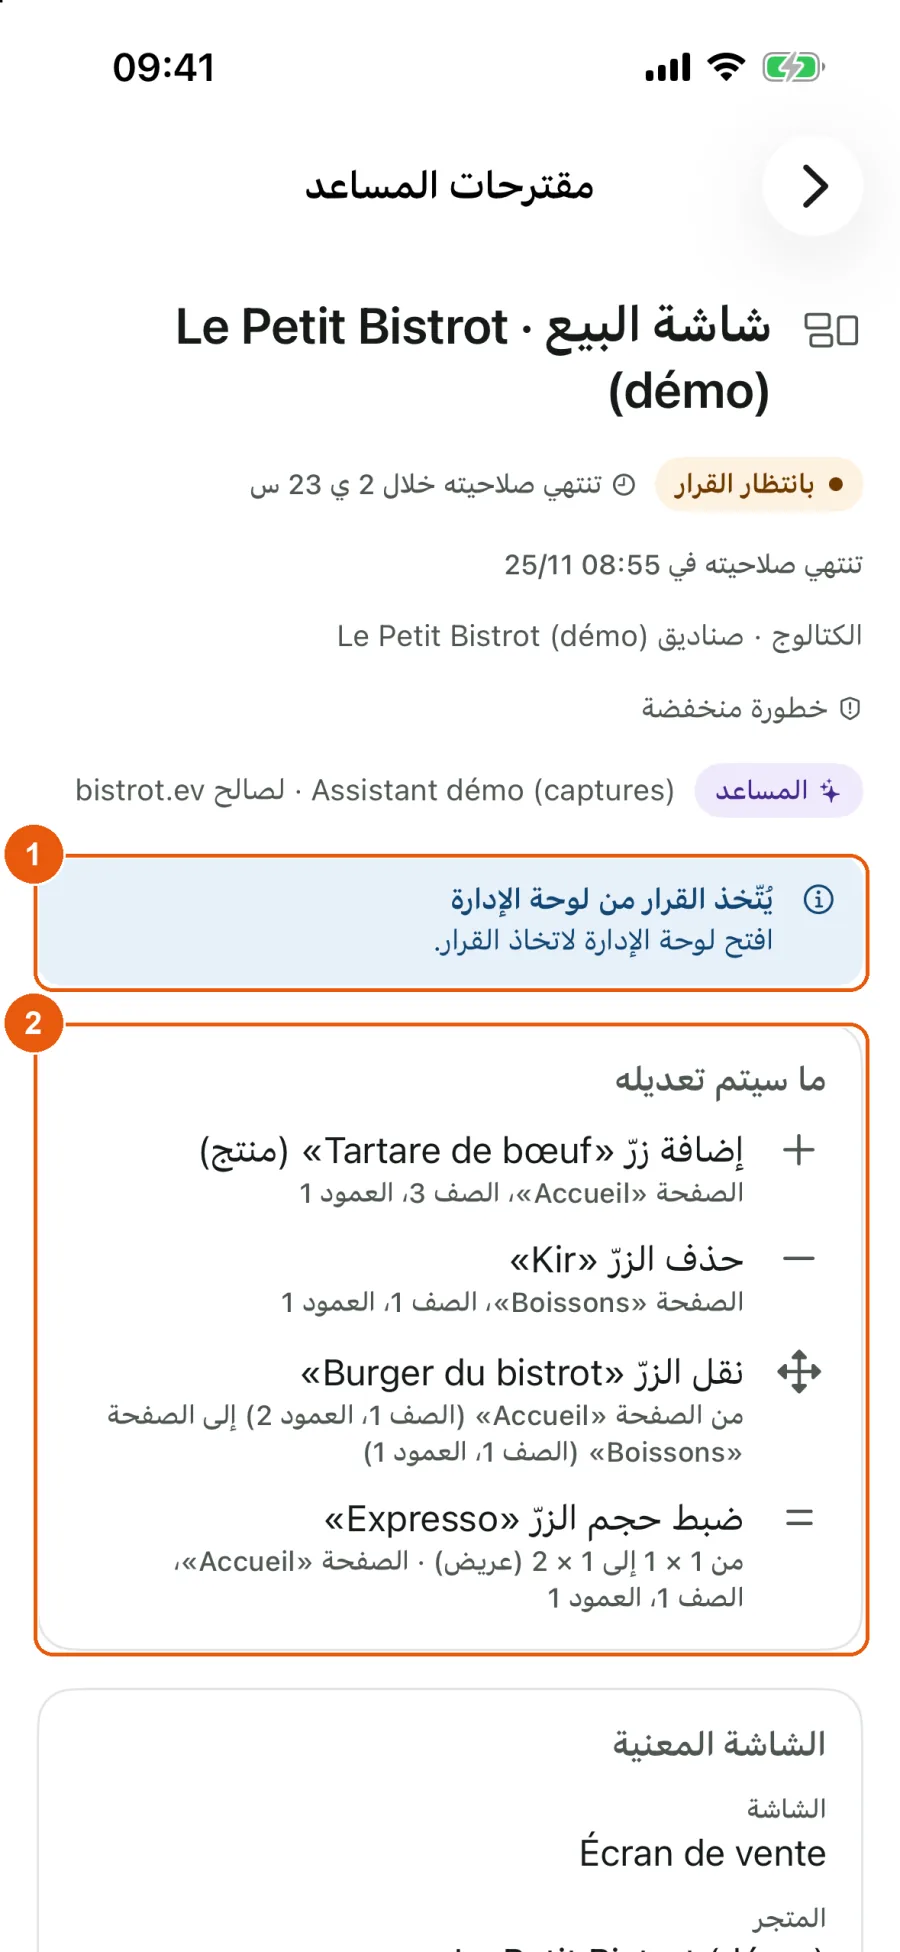 09:41
مقترحات المساعد
شاشة البيع · Le Petit Bistrot
(démo)
بانتظار القرار
تنتهي صلاحيته خلال 2 ي 23 س
تنتهي صلاحيته في 08:55 25/11
الكتالوج · صناديق Le Petit Bistrot (démo)
خطورة منخفضة
المساعد
Assistant démo (captures) · لصالح bistrot.ev
1
يُتّخذ القرار من لوحة الإدارة
افتح لوحة الإدارة لاتخاذ القرار.
2
ما سيتم تعديله
إضافة زرّ «Tartare de bœuf» (منتج)
الصفحة «Accueil»، الصف 3، العمود 1
حذف الزرّ «Kir»
الصفحة «Boissons»، الصف 1، العمود 1
نقل الزرّ «Burger du bistrot»
من الصفحة «Accueil» (الصف 1، العمود 2) إلى الصفحة
«Boissons» (الصف 1، العمود 1)
ضبط حجم الزرّ «Expresso»
من 1 × 1 إلى 1 × 2 (عريض) · الصفحة «Accueil»،
الصف 1، العمود 1
الشاشة المعنية
الشاشة
Écran de vente
المتجر